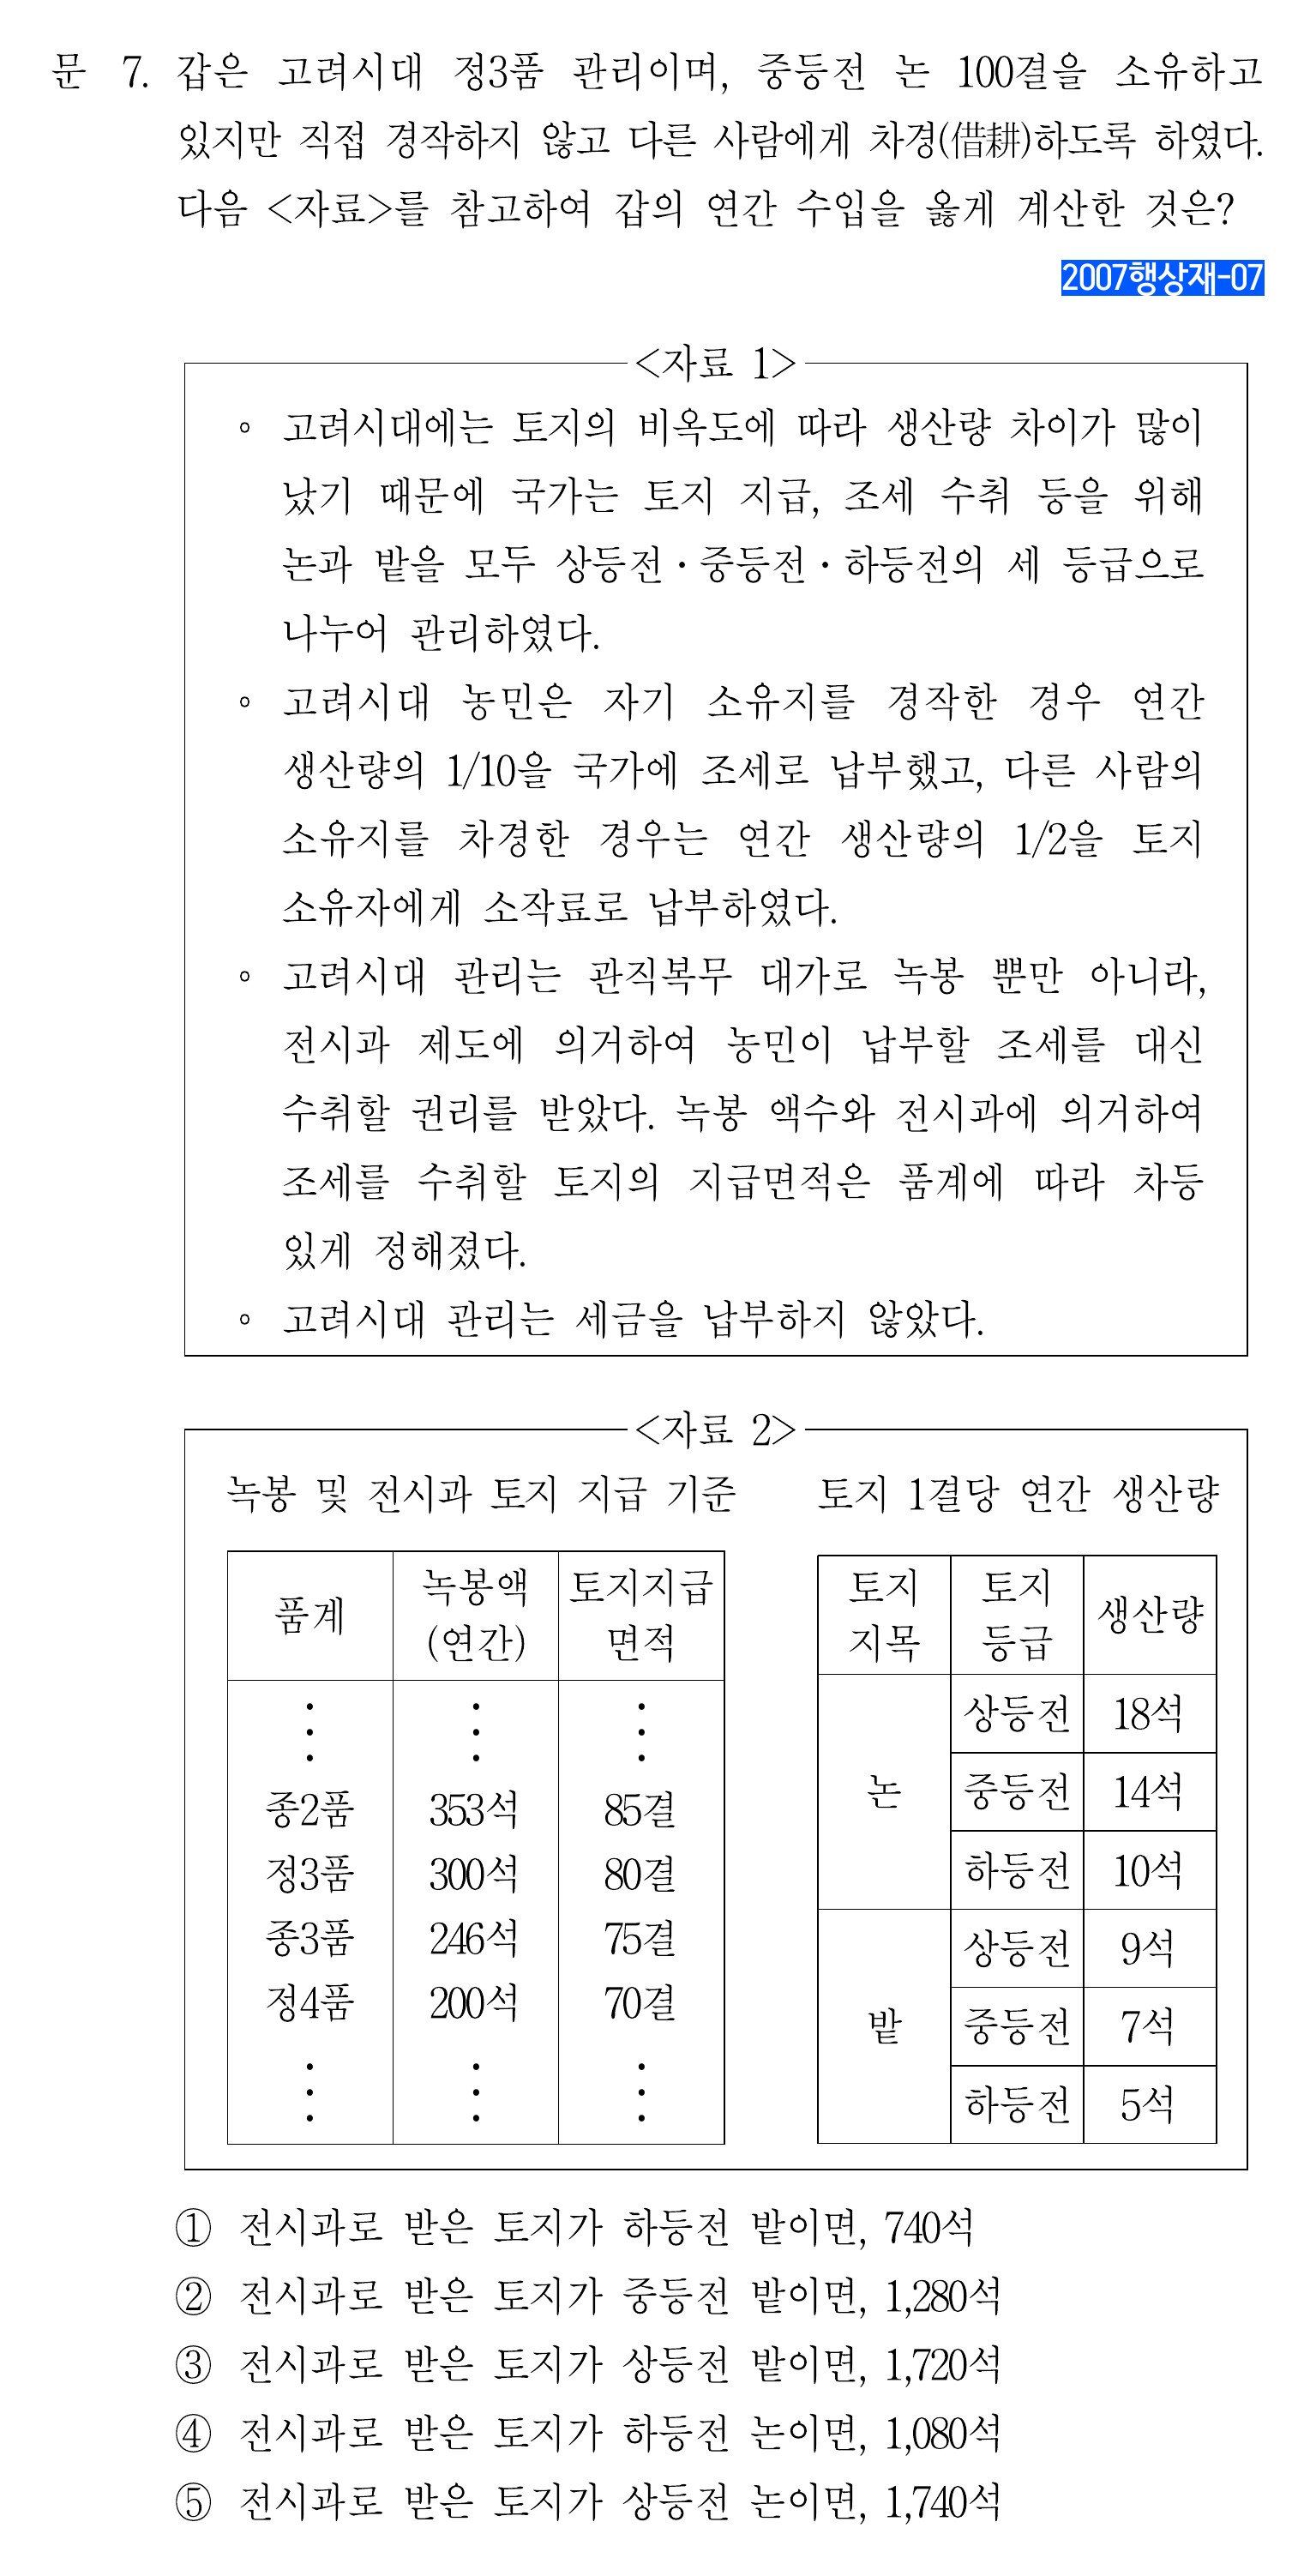 문 7. 갑은 고려시대 정3품 관리이며, 중등전 논 100결을 소유하고
있지만 직접 경작하지 않고 다른 사람에게 차경(借耕)하도록 하였다.
다음 <자료>를 참고하여 갑의 연간 수입을 옳게 계산한 것은?
2007행상재-07
<자료 1>
◦ 고려시대에는 토지의 비옥도에 따라 생산량 차이가 많이
났기 때문에 국가는 토지 지급, 조세 수취 등을 위해
논과 밭을 모두 상등전·중등전·하등전의 세 등급으로
나누어 관리하였다.
◦ 고려시대 농민은 자기 소유지를 경작한 경우 연간
생산량의 1/10을 국가에 조세로 납부했고, 다른 사람의
소유지를 차경한 경우는 연간 생산량의 1/2을 토지
소유자에게 소작료로 납부하였다.
◦ 고려시대 관리는 관직복무 대가로 녹봉 뿐만 아니라,
전시과 제도에 의거하여 농민이 납부할 조세를 대신
수취할 권리를 받았다. 녹봉 액수와 전시과에 의거하여
조세를 수취할 토지의 지급면적은 품계에 따라 차등
있게 정해졌다.
◦ 고려시대 관리는 세금을 납부하지 않았다.
<자료 2>
녹봉 및 전시과 토지 지급 기준
품계 녹봉액 (연간) 토지지급 면적
⋮ ⋮ ⋮
종2품 353석 85결
정3품 300석 80결
종3품 246석 75결
정4품 200석 70결
⋮ ⋮ ⋮
토지 1결당 연간 생산량
토지 지목 토지 등급 생산량
논 상등전 18석
중등전 14석
하등전 10석
밭 상등전 9석
중등전 7석
하등전 5석
① 전시과로 받은 토지가 하등전 밭이면, 740석
② 전시과로 받은 토지가 중등전 밭이면, 1,280석
③ 전시과로 받은 토지가 상등전 밭이면, 1,720석
④ 전시과로 받은 토지가 하등전 논이면, 1,080석
⑤ 전시과로 받은 토지가 상등전 논이면, 1,740석